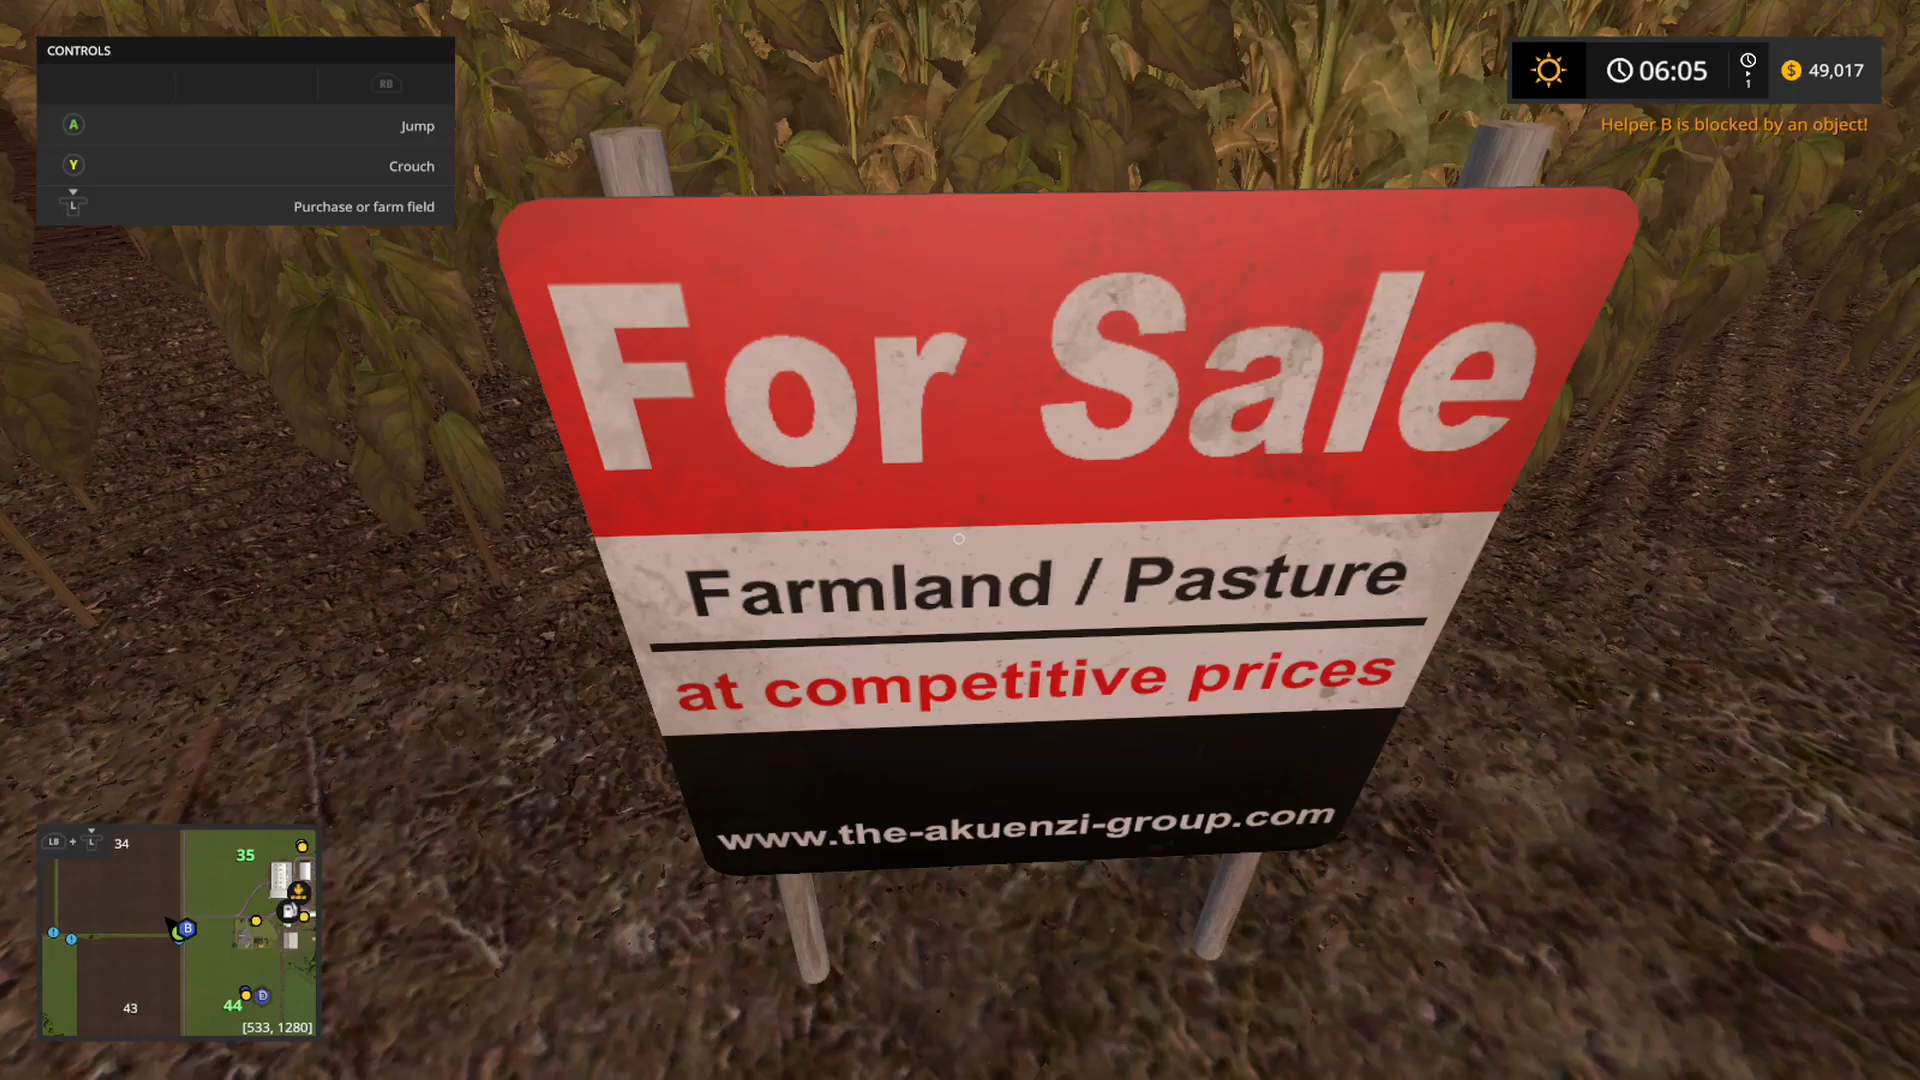 CONTROLS
RB
A Jump
Y Crouch
L Purchase or farm field
06:05
1
$ 49,017
Helper B is blocked by an object!
For Sale
Farmland / Pasture
at competitive prices
www.the-akuenzi-group.com
LB + L
34
35
B
43
44
D
[533, 1280]